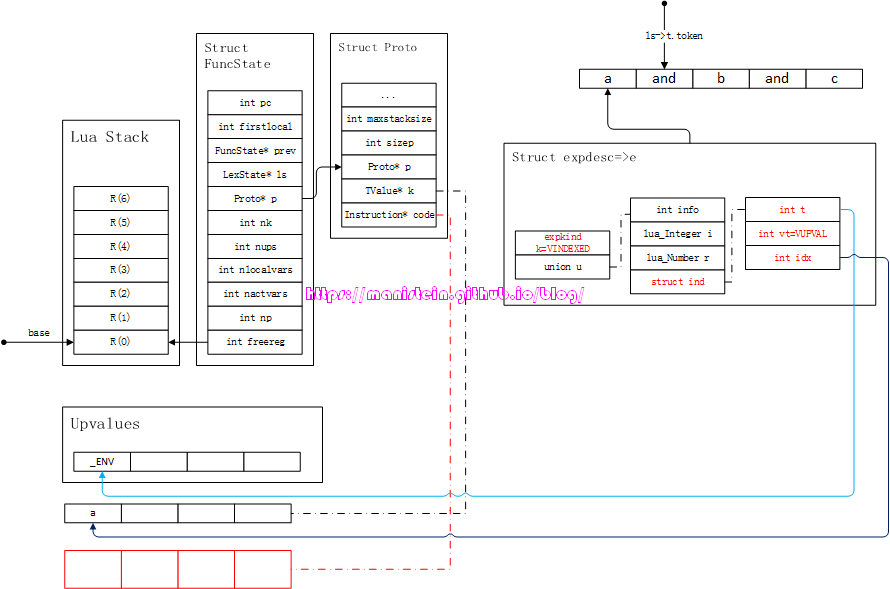 ls->t.token
a and b and c
Struct
FuncState
int pc
int firstlocal
FuncState* prev
LexState* ls
Proto* p
int nk
int nups
int nlocalvars
int nactvars
int np
int freereg
Struct Proto
...
int maxstacksize
int sizep
Proto* p
TValue* k
Instruction* code
Lua Stack
R(6)
R(5)
R(4)
R(3)
R(2)
R(1)
R(0)
base
Struct expdesc=>e
expkind
k=VINDEXED
union u
int info
lua_Integer i
lua_Number r
struct ind
int t
int vt=VUPVAL
int idx
https://manistein.github.io/blog/
Upvalues
_ENV
a